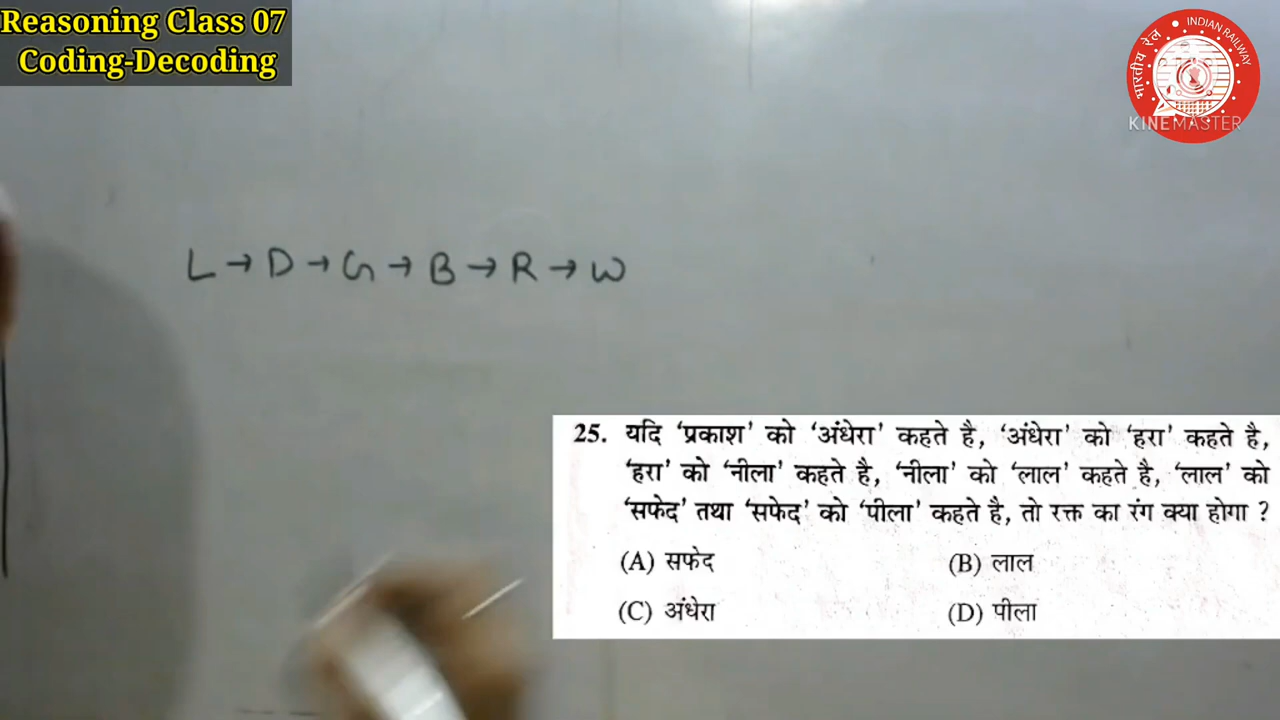 Reasoning Class 07
Coding-Decoding
भारतीय रेल INDIAN RAILWAY
KINEMASTER
L → D → G → B → R → W
25. यदि 'प्रकाश' को 'अंधेरा' कहते है, 'अंधेरा' को 'हरा' कहते है,
'हरा' को 'नीला' कहते है, 'नीला' को 'लाल' कहते है, 'लाल' को
'सफेद' तथा 'सफेद' को 'पीला' कहते है, तो रक्त का रंग क्या होगा ?
(A) सफेद (B) लाल
(C) अंधेरा (D) पीला